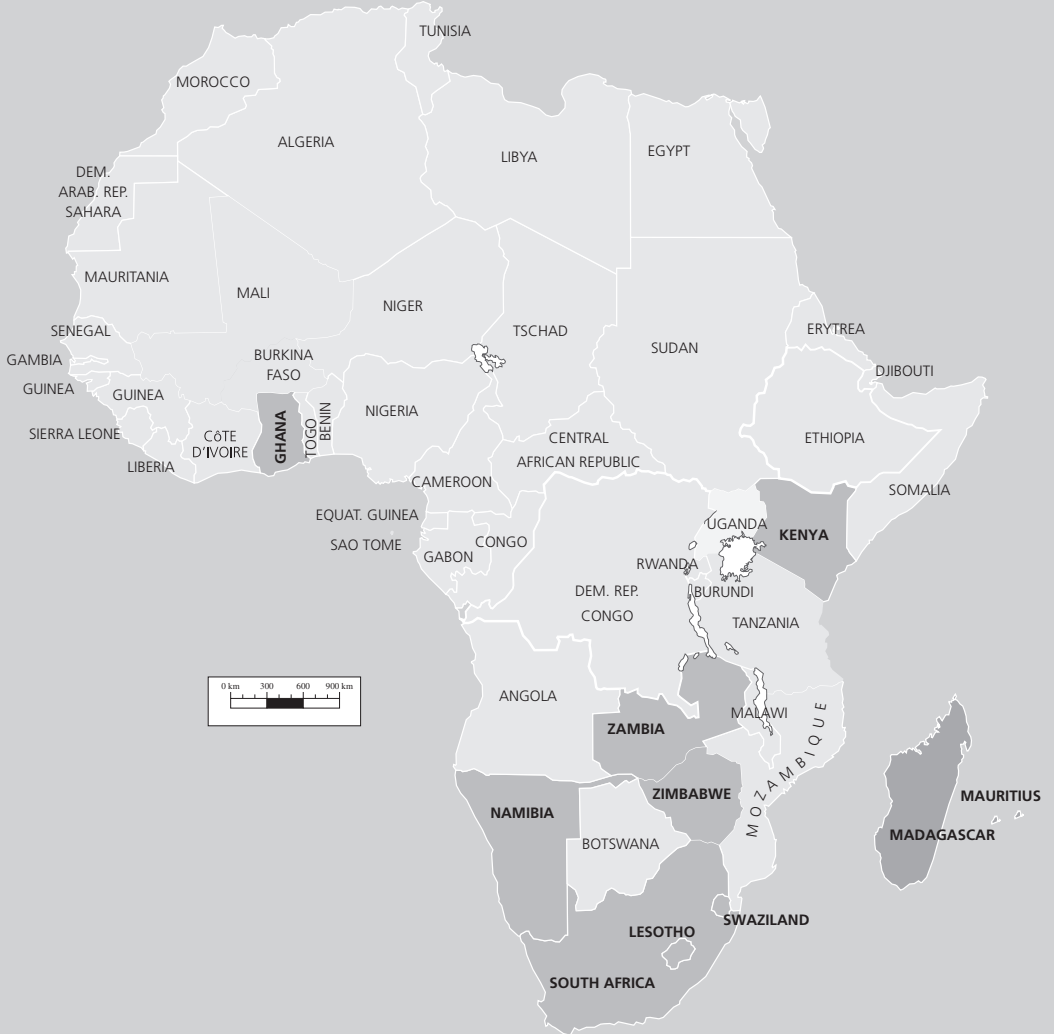 TUNISIA
MOROCCO
ALGERIA
LIBYA
EGYPT
DEM.
ARAB. REP.
SAHARA
MAURITANIA
MALI
NIGER
TSCHAD
SUDAN
ERYTREA
SENEGAL
GAMBIA
GUINEA
GUINEA
BURKINA
FASO
DJIBOUTI
NIGERIA
SIERRA LEONE
LIBERIA
CôTE
D'IVOIRE
GHANA
TOGO
BENIN
CENTRAL
AFRICAN REPUBLIC
ETHIOPIA
SOMALIA
CAMEROON
EQUAT. GUINEA
SAO TOME
GABON
CONGO
UGANDA
KENYA
RWANDA
BURUNDI
DEM. REP.
CONGO
TANZANIA
0 km 300 600 900 km
ANGOLA
ZAMBIA
MALAWI
MOZAMBIQUE
ZIMBABWE
NAMIBIA
BOTSWANA
MAURITIUS
MADAGASCAR
SWAZILAND
LESOTHO
SOUTH AFRICA